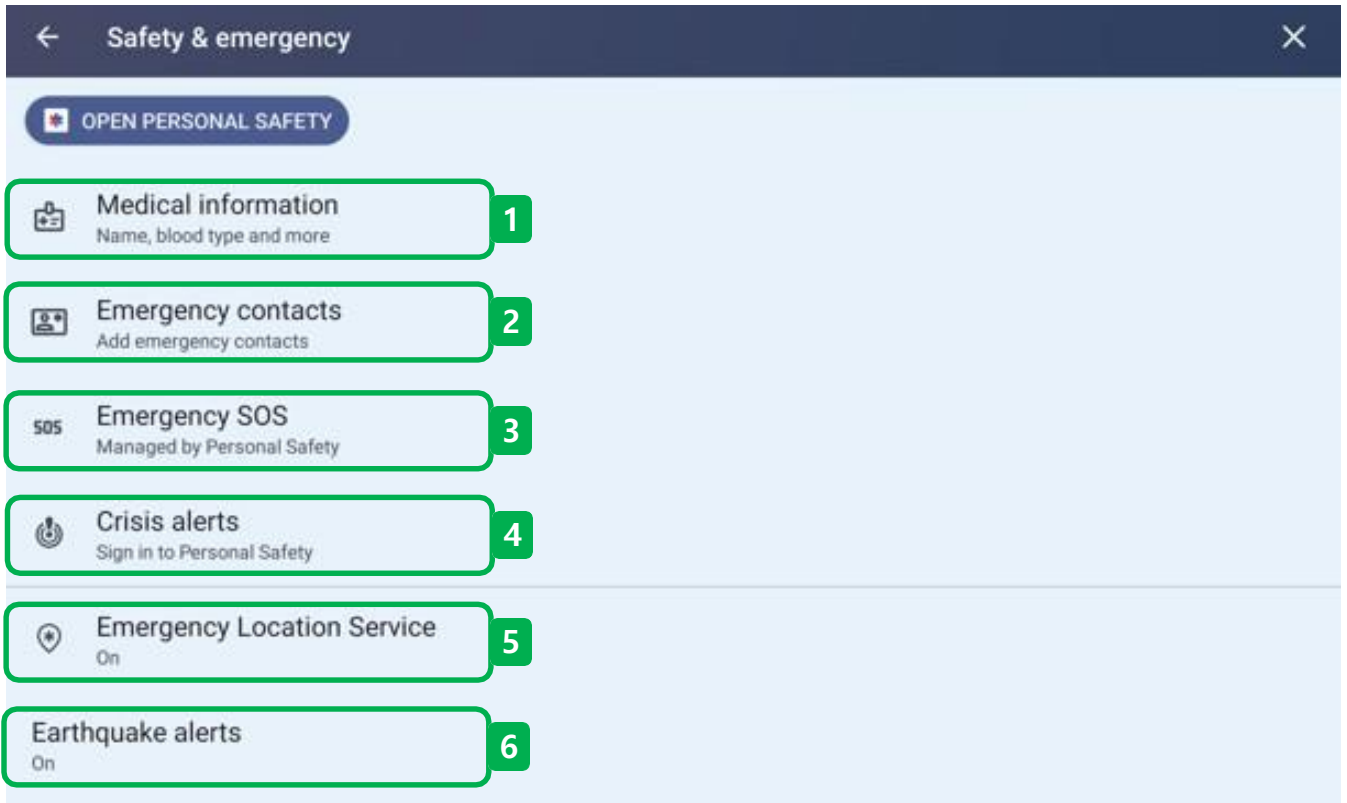 Safety & emergency
OPEN PERSONAL SAFETY
Medical information
Name, blood type and more
1
Emergency contacts
Add emergency contacts
2
SOS
Emergency SOS
Managed by Personal Safety
3
Crisis alerts
Sign in to Personal Safety
4
Emergency Location Service
On
5
Earthquake alerts
On
6